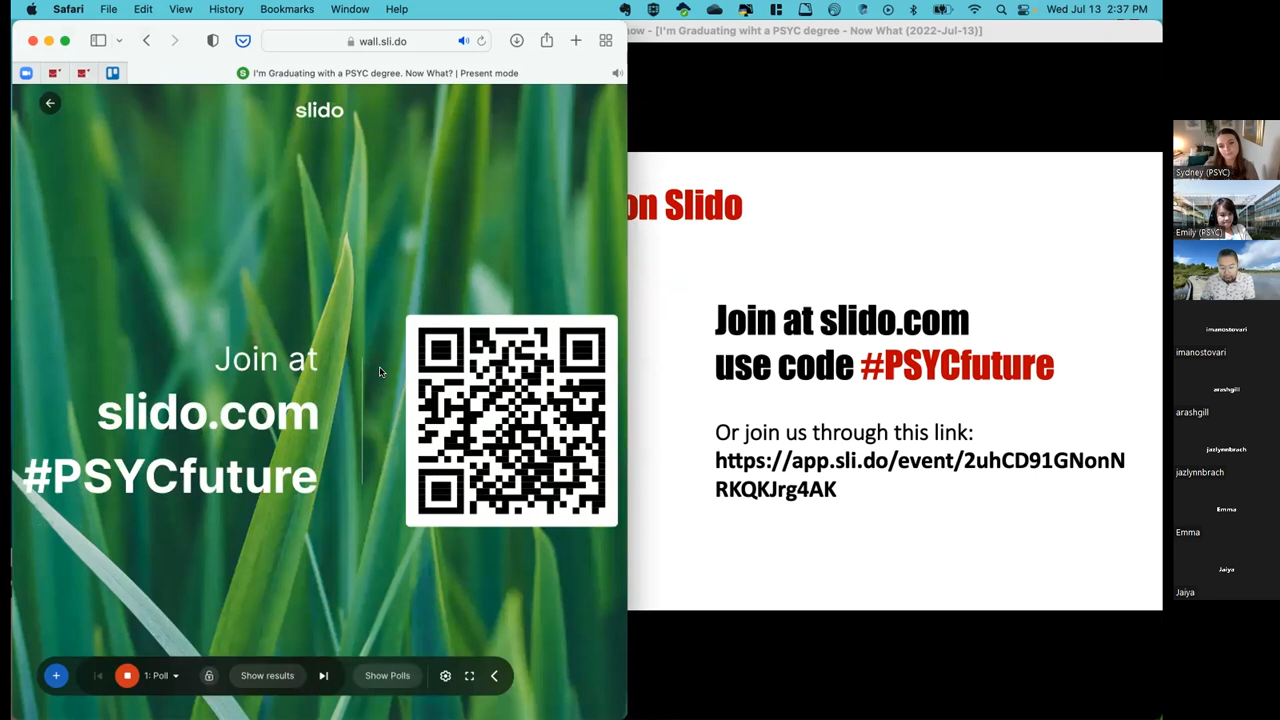 Safari File Edit View History Bookmarks Window Help
Wed Jul 13 2:37 PM
wall.sli.do
now - [I'm Graduating wiht a PSYC degree - Now What (2022-Jul-13)]
I'm Graduating with a PSYC degree. Now What? | Present mode
slido
Join at
slido.com
#PSYCfuture
1: Poll
Show results
Show Polls
on Slido
Join at slido.com
use code #PSYCfuture
Or join us through this link:
https://app.sli.do/event/2uhCD91GNonN
RKQKJrg4AK
Sydney (PSYC)
Emily (PSYC)
imanostovari
imanostovari
arashgill
arashgill
jazlynnbrach
jazlynnbrach
Emma
Emma
Jaiya
Jaiya